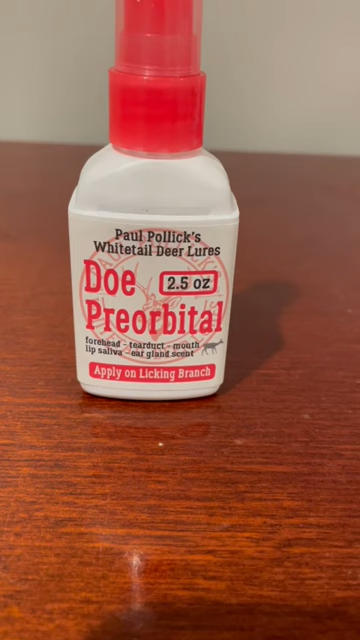 Paul Pollick's
Whitetail Deer Lures
Doe
2.5 oz
Preorbital
forehead - tearduct - mouth
lip saliva - ear gland scent
Apply on Licking Branch